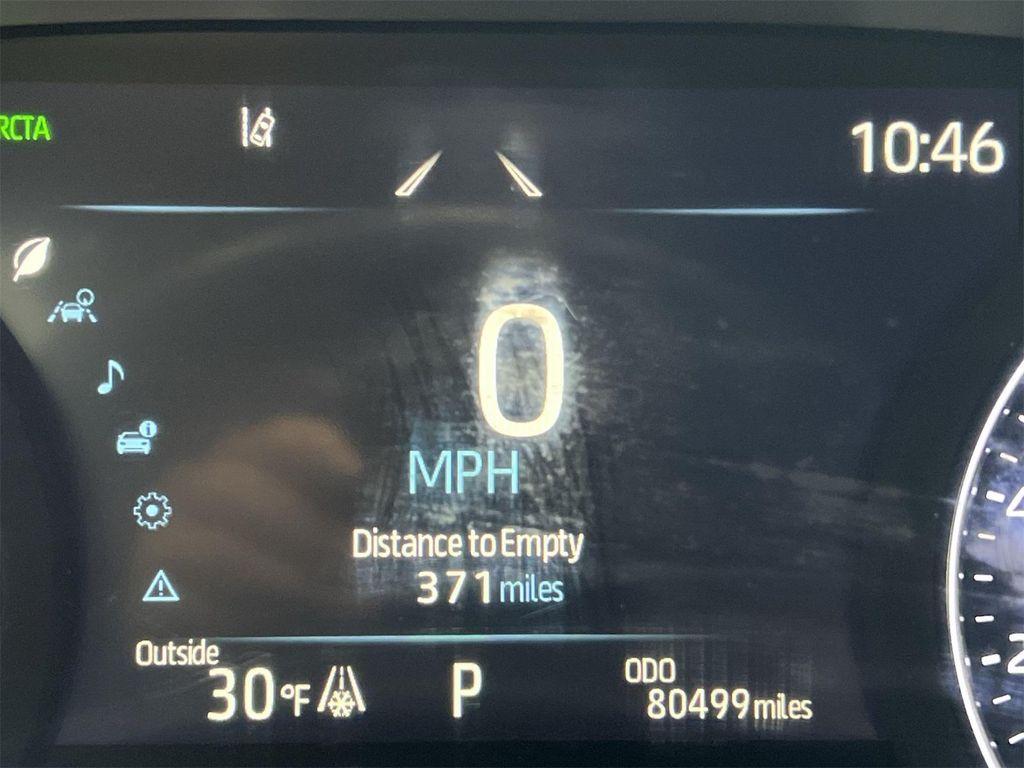 RCTA
10:46
0
MPH
Distance to Empty
371 miles
Outside
30 °F
P
ODO
80499 miles